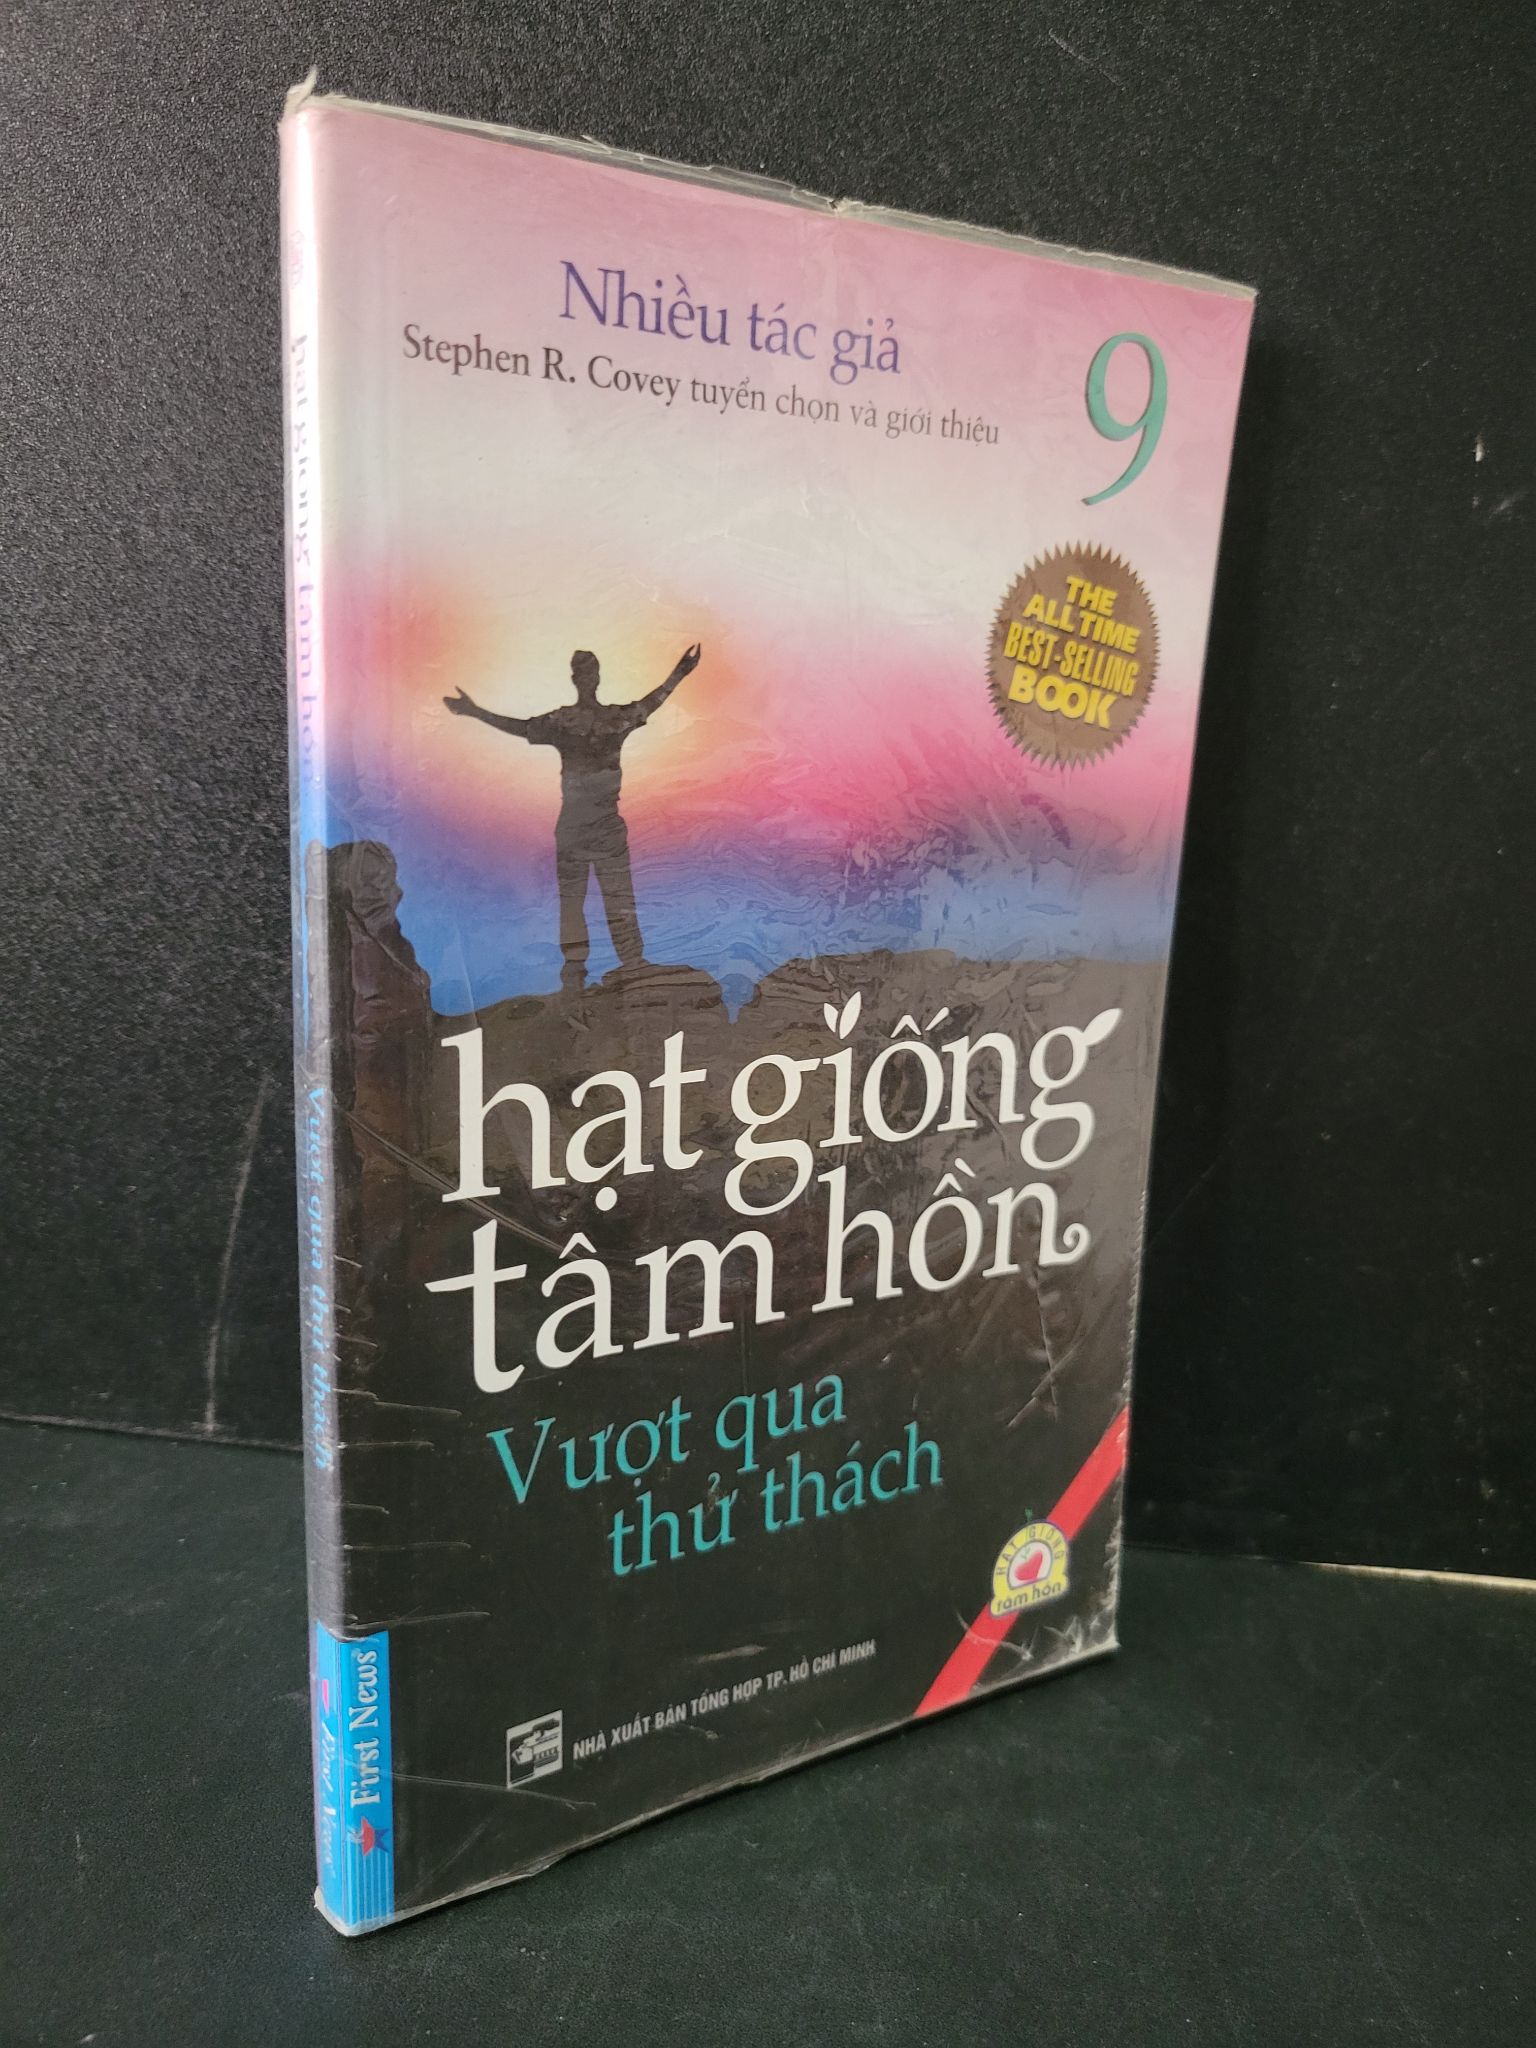 Nhiều tác giả
Stephen R. Covey tuyển chọn và giới thiệu
9
THE
ALL TIME
BEST-SELLING
BOOK
hạt giống
tâm hồn
Vượt qua
thử thách
HẠT GIỐNG
tâm hồn
NHÀ XUẤT BẢN TỔNG HỢP TP. HỒ CHÍ MINH
First News
hạt giống tâm hồn
Vượt qua thử thách
First News